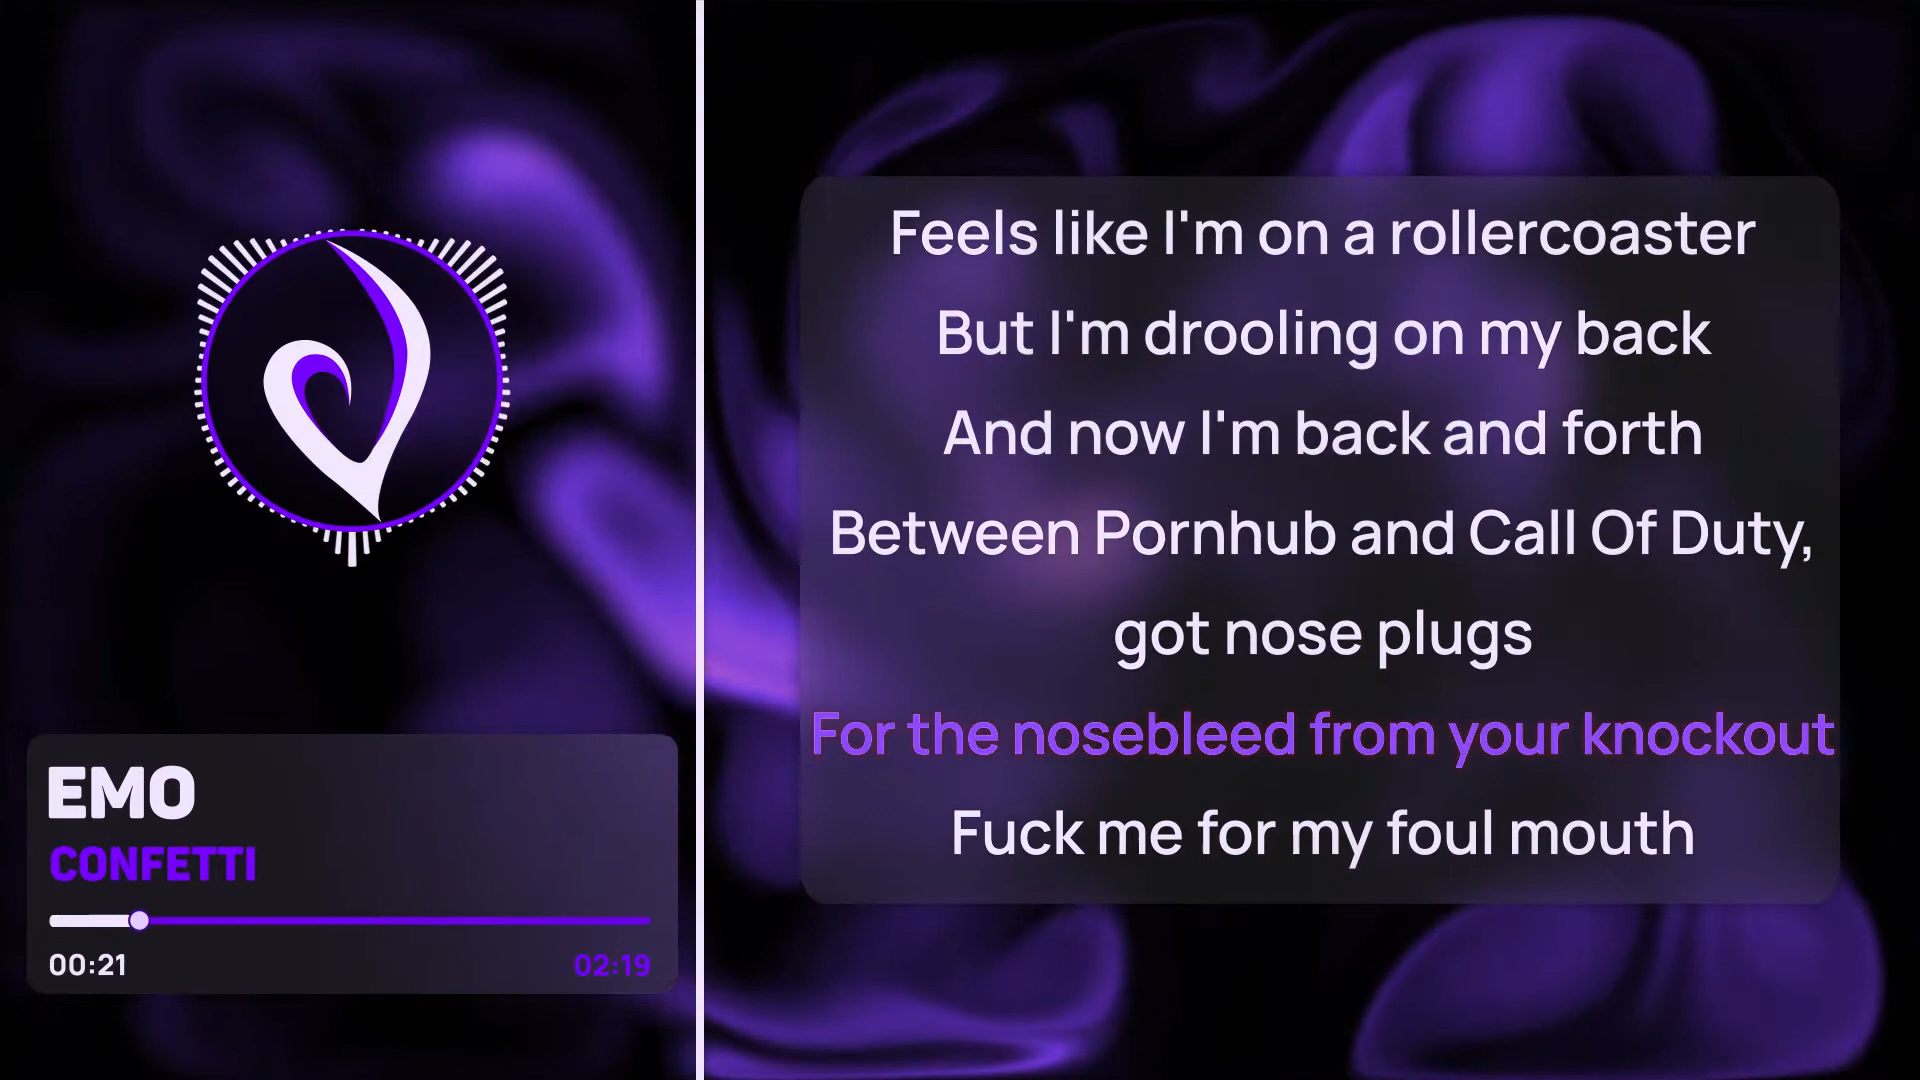 EMO
CONFETTI
00:21
02:19
Feels like I'm on a rollercoaster
But I'm drooling on my back
And now I'm back and forth
Between Pornhub and Call Of Duty,
got nose plugs
For the nosebleed from your knockout
Fuck me for my foul mouth